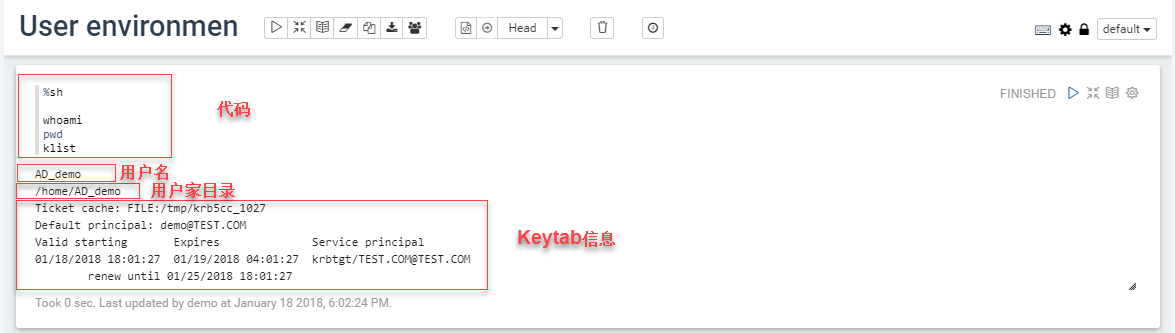 User environmen
Head
default
%sh
FINISHED
代码
whoami
pwd
klist
AD_demo
用户名
/home/AD_demo
用户家目录
Ticket cache: FILE:/tmp/krb5cc_1027
Default principal: demo@TEST.COM
Valid starting Expires Service principal
01/18/2018 18:01:27 01/19/2018 04:01:27 krbtgt/TEST.COM@TEST.COM
renew until 01/25/2018 18:01:27
Keytab信息
Took 0 sec. Last updated by demo at January 18 2018, 6:02:24 PM.